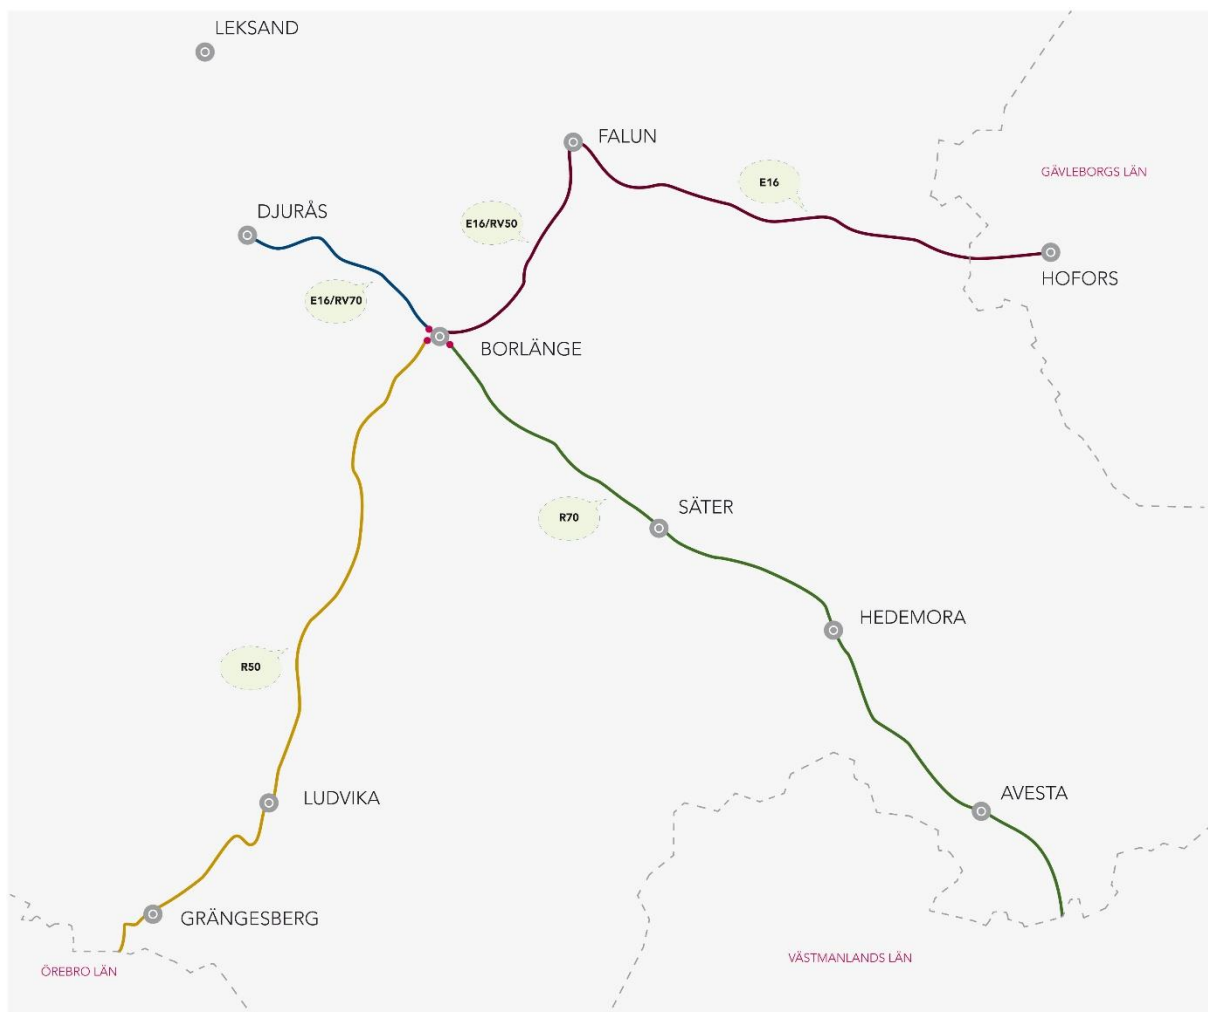 LEKSAND
FALUN
GÄVLEBORGS LÄN
E16
DJURÅS
E16/RV50
HOFORS
E16/RV70
BORLÄNGE
SÄTER
R70
HEDEMORA
R50
AVESTA
LUDVIKA
GRÄNGESBERG
VÄSTMANLANDS LÄN
ÖREBRO LÄN